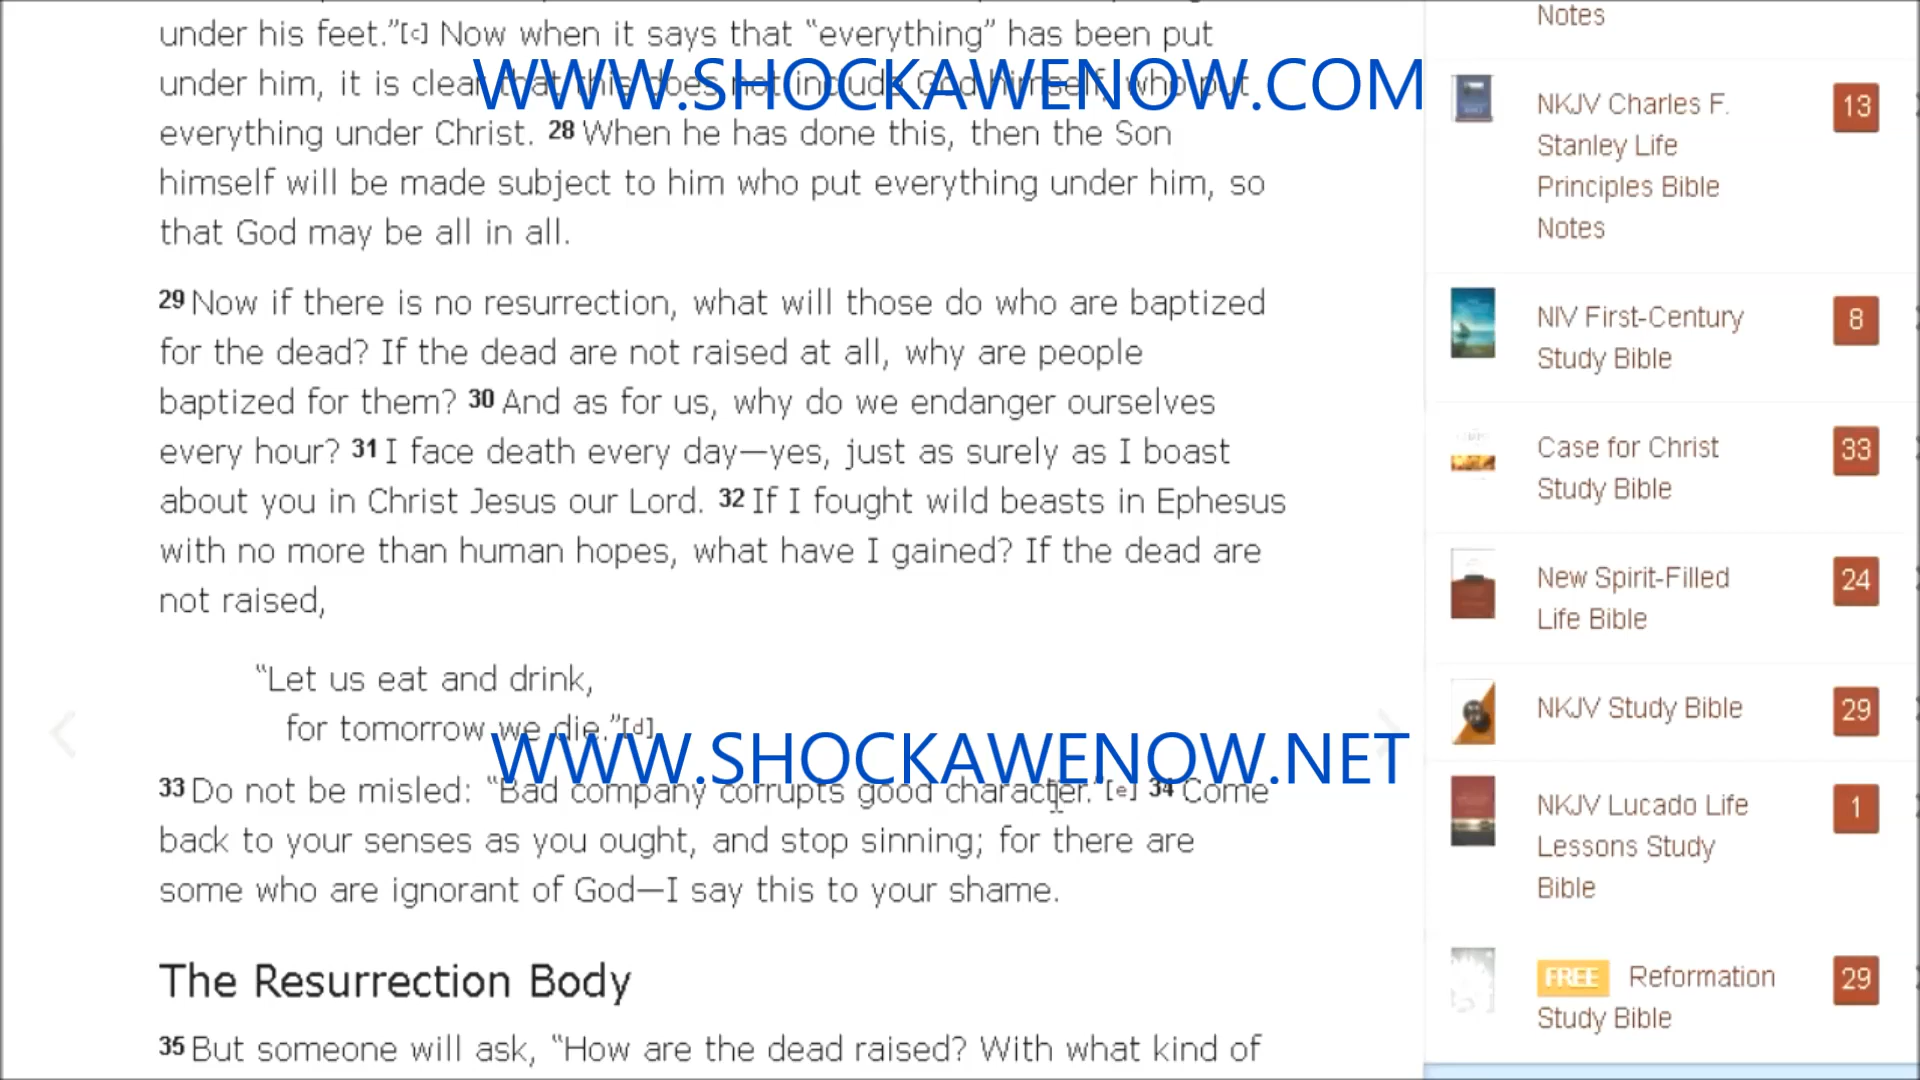 under his feet.”[c] Now when it says that “everything” has been put
WWW.SHOCKAWENOW.COM
under him, it is clear that this does not include God himself, who put
everything under Christ. 28 When he has done this, then the Son
himself will be made subject to him who put everything under him, so
that God may be all in all.
29 Now if there is no resurrection, what will those do who are baptized
for the dead? If the dead are not raised at all, why are people
baptized for them? 30 And as for us, why do we endanger ourselves
every hour? 31 I face death every day—yes, just as surely as I boast
about you in Christ Jesus our Lord. 32 If I fought wild beasts in Ephesus
with no more than human hopes, what have I gained? If the dead are
not raised,
“Let us eat and drink,
for tomorrow we die.”[d]
WWW.SHOCKAWENOW.NET
33 Do not be misled: “Bad company corrupts good character.”[e] 34 Come
back to your senses as you ought, and stop sinning; for there are
some who are ignorant of God—I say this to your shame.
The Resurrection Body
35 But someone will ask, “How are the dead raised? With what kind of
Notes
NKJV Charles F. 13
Stanley Life
Principles Bible
Notes
NIV First-Century 8
Study Bible
Case for Christ 33
Study Bible
New Spirit-Filled 24
Life Bible
NKJV Study Bible 29
NKJV Lucado Life 1
Lessons Study
Bible
FREE Reformation 29
Study Bible